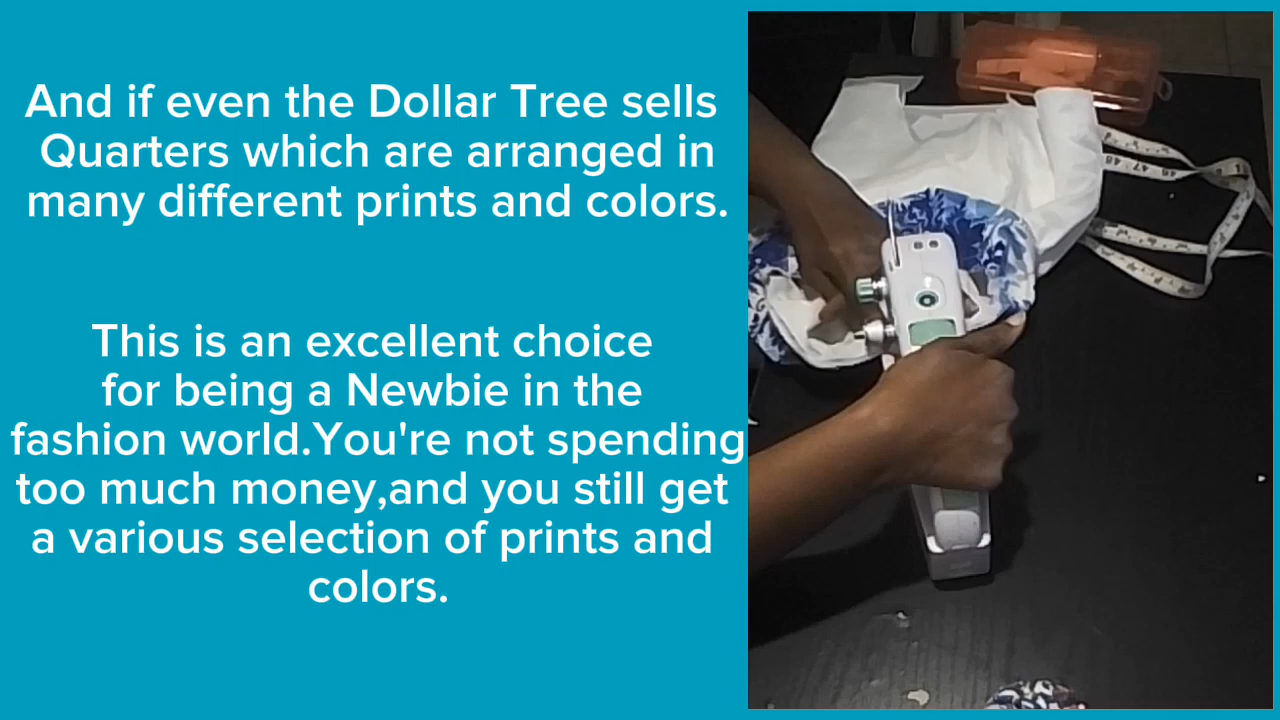 And if even the Dollar Tree sells
Quarters which are arranged in
many different prints and colors.
This is an excellent choice
for being a Newbie in the
fashion world.You're not spending
too much money,and you still get
a various selection of prints and
colors.